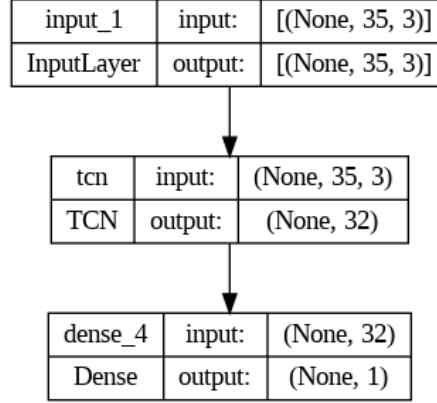 input_1 input: [(None, 35, 3)]
InputLayer output: [(None, 35, 3)]
tcn input: (None, 35, 3)
TCN output: (None, 32)
dense_4 input: (None, 32)
Dense output: (None, 1)